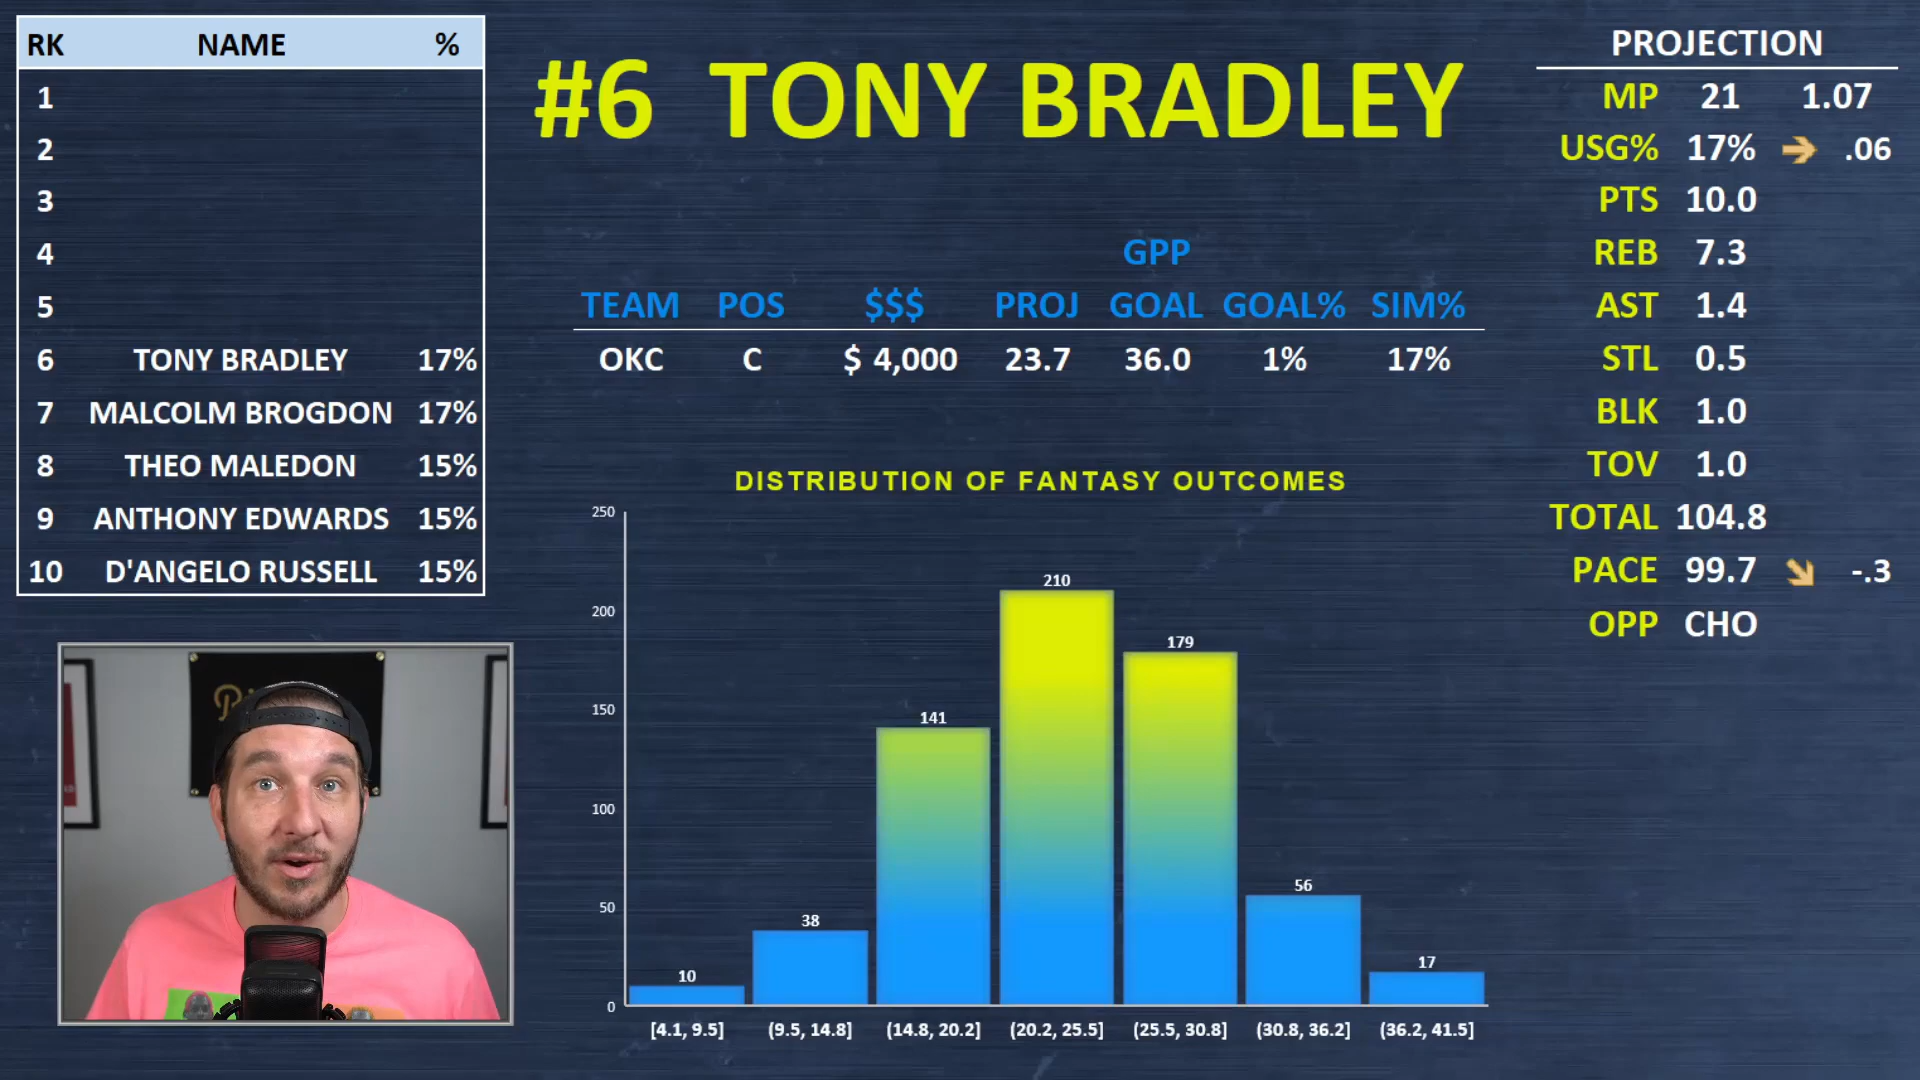 RK NAME %
1
2
3
4
5
6 TONY BRADLEY 17%
7 MALCOLM BROGDON 17%
8 THEO MALEDON 15%
9 ANTHONY EDWARDS 15%
10 D'ANGELO RUSSELL 15%
#6 TONY BRADLEY
GPP
TEAM POS $$$ PROJ GOAL GOAL% SIM%
OKC C $ 4,000 23.7 36.0 1% 17%
DISTRIBUTION OF FANTASY OUTCOMES
250
200
150
100
50
0
10
38
141
210
179
56
17
[4.1, 9.5] (9.5, 14.8] (14.8, 20.2] (20.2, 25.5] (25.5, 30.8] (30.8, 36.2] (36.2, 41.5]
PROJECTION
MP 21 1.07
USG% 17% .06
PTS 10.0
REB 7.3
AST 1.4
STL 0.5
BLK 1.0
TOV 1.0
TOTAL 104.8
PACE 99.7 -.3
OPP CHO